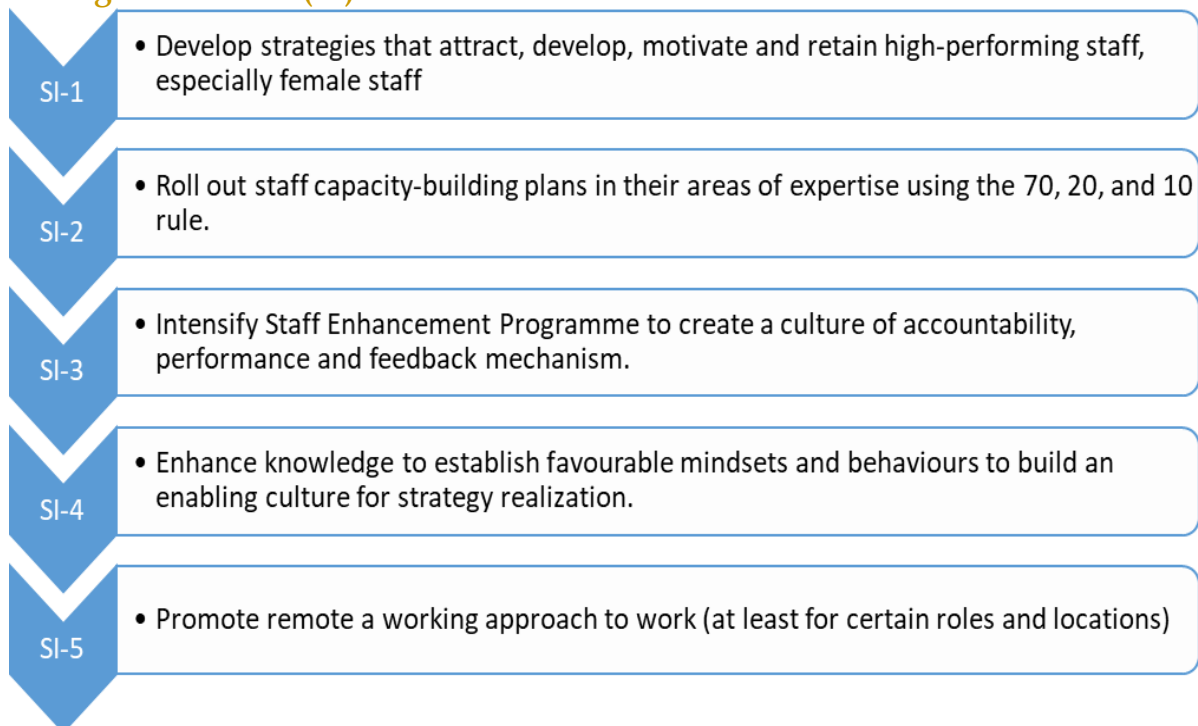 SI-1
• Develop strategies that attract, develop, motivate and retain high-performing staff,
especially female staff
SI-2
• Roll out staff capacity-building plans in their areas of expertise using the 70, 20, and 10
rule.
SI-3
• Intensify Staff Enhancement Programme to create a culture of accountability,
performance and feedback mechanism.
SI-4
• Enhance knowledge to establish favourable mindsets and behaviours to build an
enabling culture for strategy realization.
SI-5
• Promote remote a working approach to work (at least for certain roles and locations)